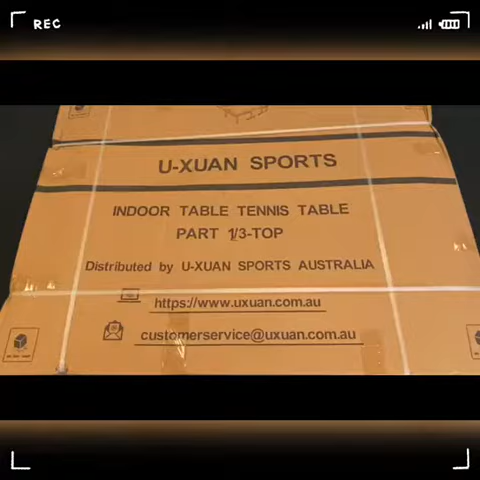 REC
U-XUAN SPORTS
INDOOR TABLE TENNIS TABLE
PART 1/3-TOP
Distributed by U-XUAN SPORTS AUSTRALIA
https://www.uxuan.com.au
customerservice@uxuan.com.au